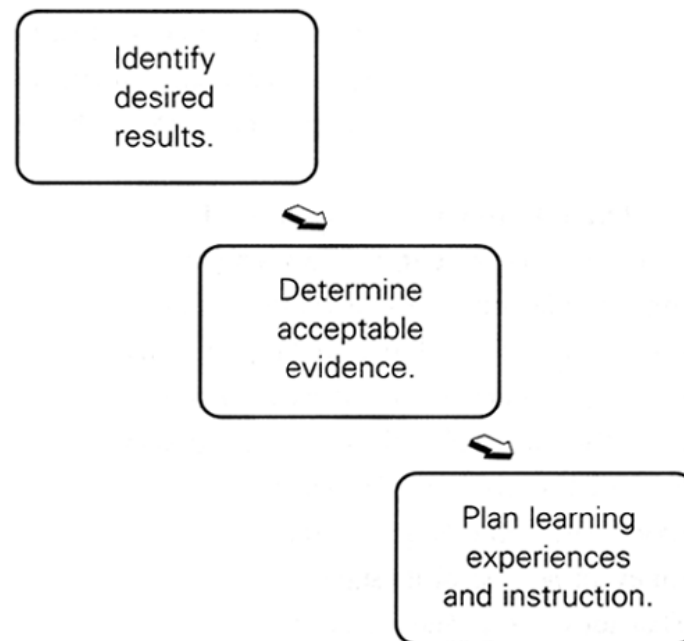 Identify
desired
results.
Determine
acceptable
evidence.
Plan learning
experiences
and instruction.